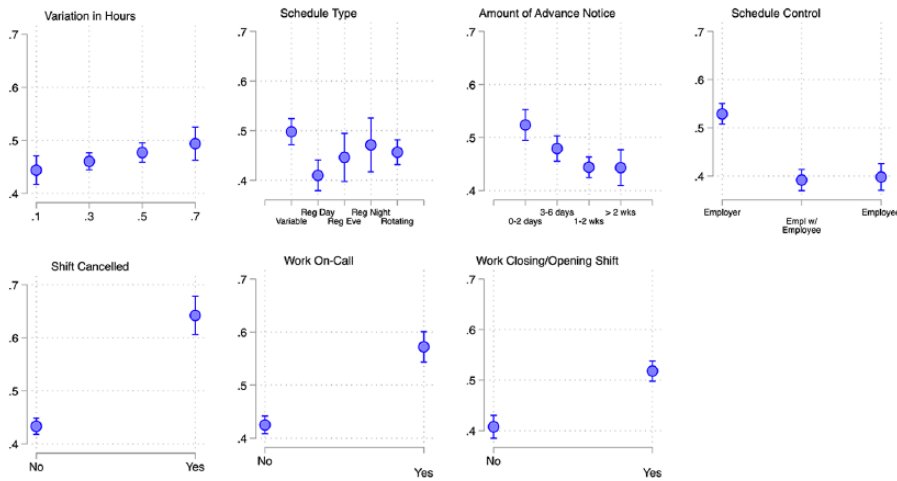 Variation in Hours
.7
.6
.5
.4
.1 .3 .5 .7
Schedule Type
.7
.6
.5
.4
Reg Day Reg Night
Variable Reg Eve Rotating
Amount of Advance Notice
.7
.6
.5
.4
3-6 days > 2 wks
0-2 days 1-2 wks
Schedule Control
.7
.6
.5
.4
Employer Empl w/ Employee
Employee
Shift Cancelled
.7
.6
.5
.4
No Yes
Work On-Call
.7
.6
.5
.4
No
Yes
Work Closing/Opening Shift
.7
.6
.5
.4
No
Yes